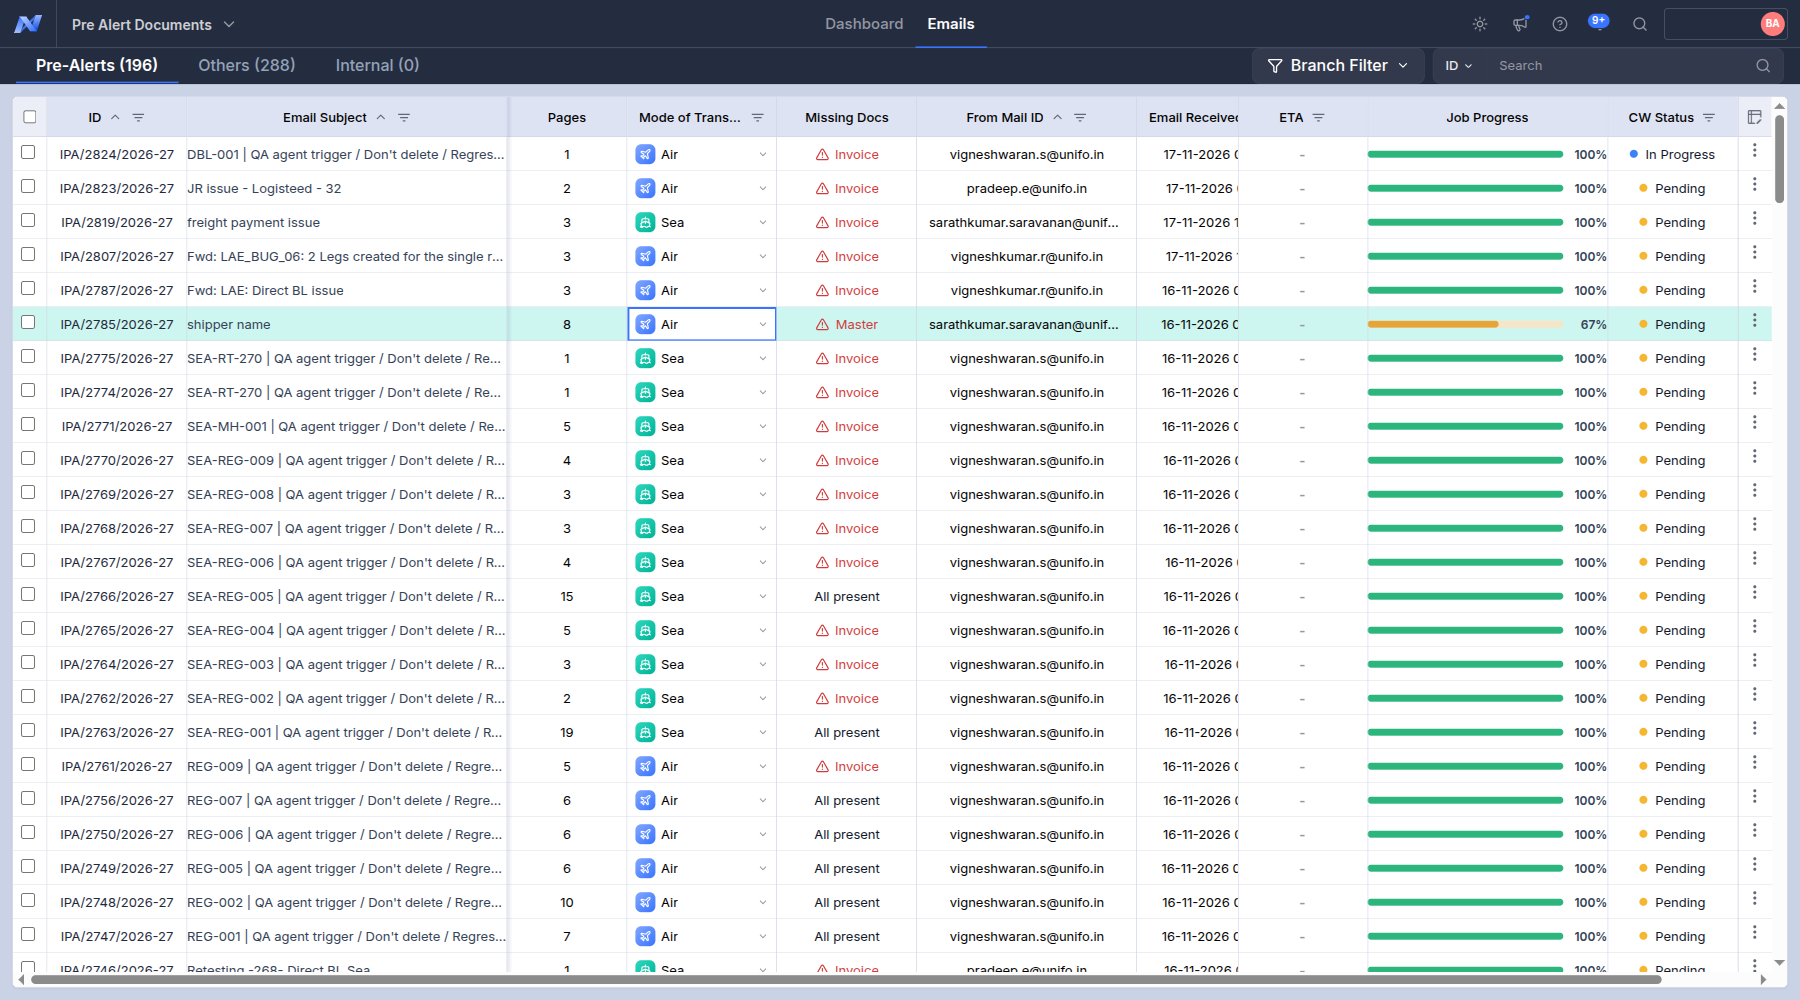 Pre Alert Documents Dashboard Emails 9+ BA
Pre-Alerts (196) Others (288) Internal (0) Branch Filter ID Search
ID Email Subject Pages Mode of Trans... Missing Docs From Mail ID Email Received ETA Job Progress CW Status
IPA/2824/2026-27 DBL-001 | QA agent trigger / Don't delete / Regres... 1 Air Invoice vigneshwaran.s@unifo.in 17-11-2026 - 100% In Progress
IPA/2823/2026-27 JR issue - Logisteed - 32 2 Air Invoice pradeep.e@unifo.in 17-11-2026 - 100% Pending
IPA/2819/2026-27 freight payment issue 3 Sea Invoice sarathkumar.saravanan@unif... 17-11-2026 1 - 100% Pending
IPA/2807/2026-27 Fwd: LAE_BUG_06: 2 Legs created for the single r... 3 Air Invoice vigneshkumar.r@unifo.in 17-11-2026 - 100% Pending
IPA/2787/2026-27 Fwd: LAE: Direct BL issue 3 Air Invoice vigneshkumar.r@unifo.in 16-11-2026 - 100% Pending
IPA/2785/2026-27 shipper name 8 Air Master sarathkumar.saravanan@unif... 16-11-2026 - 67% Pending
IPA/2775/2026-27 SEA-RT-270 | QA agent trigger / Don't delete / Re... 1 Sea Invoice vigneshwaran.s@unifo.in 16-11-2026 - 100% Pending
IPA/2774/2026-27 SEA-RT-270 | QA agent trigger / Don't delete / Re... 1 Sea Invoice vigneshwaran.s@unifo.in 16-11-2026 - 100% Pending
IPA/2771/2026-27 SEA-MH-001 | QA agent trigger / Don't delete / Re... 5 Sea Invoice vigneshwaran.s@unifo.in 16-11-2026 - 100% Pending
IPA/2770/2026-27 SEA-REG-009 | QA agent trigger / Don't delete / R... 4 Sea Invoice vigneshwaran.s@unifo.in 16-11-2026 - 100% Pending
IPA/2769/2026-27 SEA-REG-008 | QA agent trigger / Don't delete / R... 3 Sea Invoice vigneshwaran.s@unifo.in 16-11-2026 - 100% Pending
IPA/2768/2026-27 SEA-REG-007 | QA agent trigger / Don't delete / R... 3 Sea Invoice vigneshwaran.s@unifo.in 16-11-2026 - 100% Pending
IPA/2767/2026-27 SEA-REG-006 | QA agent trigger / Don't delete / R... 4 Sea Invoice vigneshwaran.s@unifo.in 16-11-2026 - 100% Pending
IPA/2766/2026-27 SEA-REG-005 | QA agent trigger / Don't delete / R... 15 Sea All present vigneshwaran.s@unifo.in 16-11-2026 - 100% Pending
IPA/2765/2026-27 SEA-REG-004 | QA agent trigger / Don't delete / R... 5 Sea Invoice vigneshwaran.s@unifo.in 16-11-2026 - 100% Pending
IPA/2764/2026-27 SEA-REG-003 | QA agent trigger / Don't delete / R... 3 Sea Invoice vigneshwaran.s@unifo.in 16-11-2026 - 100% Pending
IPA/2762/2026-27 SEA-REG-002 | QA agent trigger / Don't delete / R... 2 Sea Invoice vigneshwaran.s@unifo.in 16-11-2026 - 100% Pending
IPA/2763/2026-27 SEA-REG-001 | QA agent trigger / Don't delete / R... 19 Sea All present vigneshwaran.s@unifo.in 16-11-2026 - 100% Pending
IPA/2761/2026-27 REG-009 | QA agent trigger / Don't delete / Regre... 5 Air Invoice vigneshwaran.s@unifo.in 16-11-2026 - 100% Pending
IPA/2756/2026-27 REG-007 | QA agent trigger / Don't delete / Regre... 6 Air All present vigneshwaran.s@unifo.in 16-11-2026 - 100% Pending
IPA/2750/2026-27 REG-006 | QA agent trigger / Don't delete / Regre... 6 Air All present vigneshwaran.s@unifo.in 16-11-2026 - 100% Pending
IPA/2749/2026-27 REG-005 | QA agent trigger / Don't delete / Regre... 6 Air All present vigneshwaran.s@unifo.in 16-11-2026 - 100% Pending
IPA/2748/2026-27 REG-002 | QA agent trigger / Don't delete / Regre... 10 Air All present vigneshwaran.s@unifo.in 16-11-2026 - 100% Pending
IPA/2747/2026-27 REG-001 | QA agent trigger / Don't delete / Regres... 7 Air All present vigneshwaran.s@unifo.in 16-11-2026 - 100% Pending
IPA/2746/2026-27 Retesting -268- Direct BL Sea 1 Sea Invoice pradeep.e@unifo.in 16-11-2026 - 100% Pending